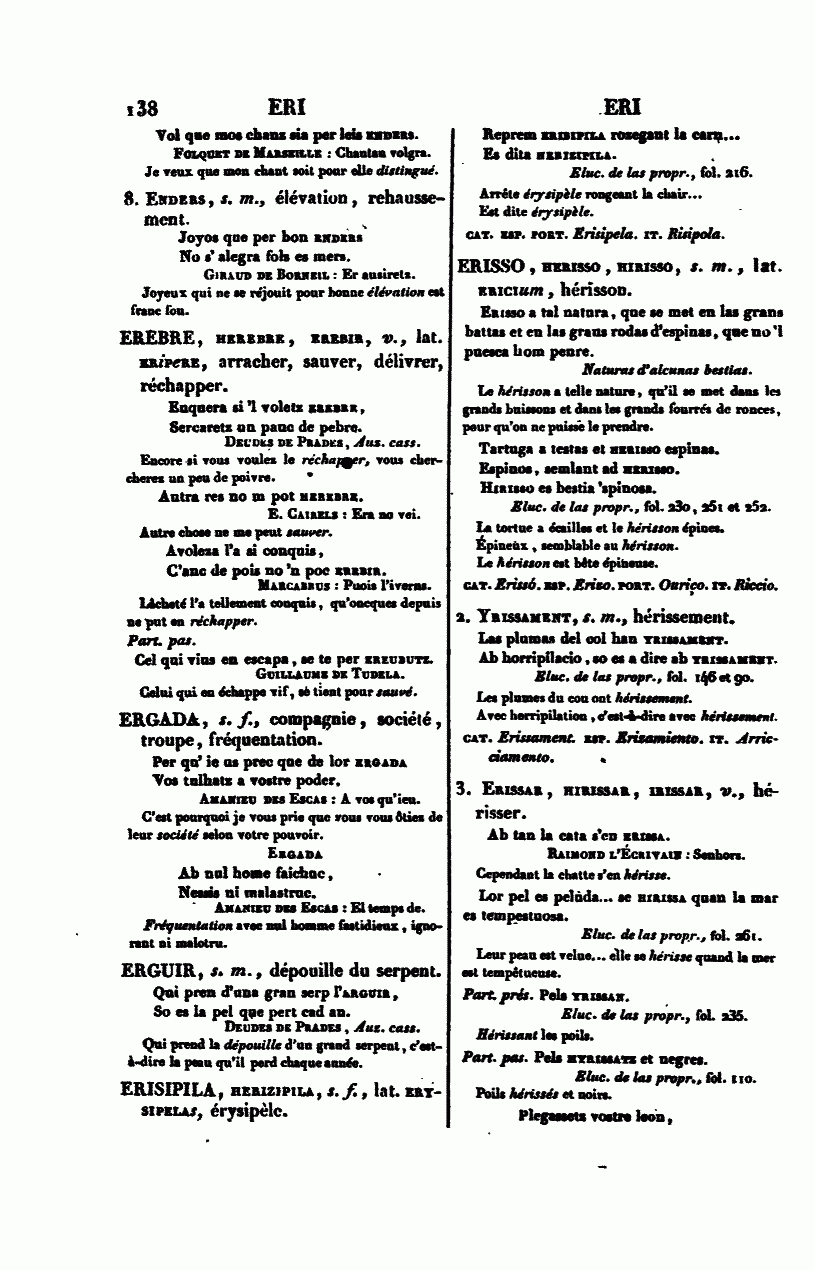 138 ERI ERI
Vol que mos chans sia per leis ENDERS.
FOLQUET DE MARSEILLE : Chantan volgra.
Je veux que mon chant soit pour elle distingué.
8. ENDERS, s. m., élévation, rehausse-
ment.
Joyos que per bon ENDERS
No s' alegra fols es mers.
GIRAUD DE BORNEIL : Er ausirets.
Joyeux qui ne se réjouit pour bonne élévation est
franc fou.
EREBRE, HEREBRE, ERRBIR, v., lat.
ERIPERE, arracher, sauver, délivrer,
réchapper.
Enquera si 'l voletz EREBRE,
Sercaretz un pauc de pebre.
DEUDES DE PRADES, Aus. cass.
Encore si vous voulez le réchapper, vous cher-
cherez un peu de poivre.
Autra res no m pot HEREBRE.
E. CAIRELS : Era no vei.
Autre chose ne me peut sauver.
Avoleza l'a si conquis,
C'anc de pois no 'n poc EREBIR.
MARCABRUS : Puois l'iverns.
Lâcheté l'a tellement conquis, qu'oncques depuis
ne put en réchapper.
Part. pas.
Cel qui vius en escapa, se te per EREUBUTZ.
GUILLAUME DE TUDELA.
Celui qui en échappe vif, se tient pour sauvé.
ERGADA, s. f., compagnie, société,
troupe, fréquentation.
Per qu' ie us prec que de lor ERGADA
Vos tulhatz a vostre poder.
AMANIEU DES ESCAS : A vos qu'ieu.
C'est pourquoi je vous prie que vous vous ôtiez de
leur société selon votre pouvoir.
ERGADA
Ab nul home faichuc,
Nessis ni malastruc.
AMANIEU DES ESCAS : El temps de.
Fréquentation avec nul homme fastidieux, igno-
rant ni malotru.
ERGUIR, s. m., dépouille du serpent.
Qui pren d'una gran serp l'ARGUIR,
So es la pel que pert cad an.
DEUDES DE PRADES, Aus. cass.
Qui prend la dépouille d'un grand serpent, c'est-
à-dire la peau qu'il perd chaque année.
ERISIPILA, HERIZIPILA, s. f., lat. ERY-
SIPELAS, érysipèle.
Reprem ERISIPILA rosegant la carn...
Es dita HERIZIPILA.
Eluc. de las propr., fol. 216.
Arrête érysipèle rongeant la chair...
Est dite érysipèle.
CAT. ESP. PORT. Erisipela. IT. Risipola.
ERISSO, HERISSO, HIRISSO, s. m., lat.
ERICIUM, hérisson.
ERISSO a tal natura, que se met en las grans
battas et en las grans rodas d'espinas, que no 'l
puesca hom penre.
Naturas d'alcunas bestias.
Le hérisson a telle nature, qu'il se met dans les
grands buissons et dans les grands fourrés de ronces,
pour qu'on ne puisse le prendre.
Tartuga a testas et HERISSO espinas.
Espinos, semlant ad HERISSO.
HIRISSO es bestia 'spinosa.
Eluc. de las propr., fol. 230, 251 et 252.
La tortue a écailles et le hérisson épines.
Épineux, semblable au hérisson.
Le hérisson est bête épineuse.
CAT. Erissó. ESP. Erizo. PORT. Ouriço. IT. Riccio.
2. YRISSAMENT, s. m., hérissement.
Las plumas del col han YRISSAMENT.
Ab horripilacio, so es a dire ab YRISSAMENT.
Eluc. de las propr., fol. 146 et 90.
Les plumes du cou ont hérissement.
Avec horripilation, c'est-à-dire avec hérissement.
CAT. Erissament. ESP. Erizamiento. IT. Arric-
ciamento.
3. ERISSAR, HIRISSAR, IRISSAR, v., hé-
risser.
Ab tan la cata s'en ERISSA.
RAIMOND L'ÉCRIVAIN : Senhors.
Cependant la chatte s'en hérisse.
Lor pel es peluda... se HIRISSA quan la mar
es tempestuosa.
Eluc. de las propr., fol. 261.
Leur peau est velue... elle se hérisse quand la mer
est tempétueuse.
Part. prés. Pels YRISSAN.
Eluc. de las propr., fol. 235.
Hérissant les poils.
Part. pas. Pels HYRISSATZ et negres.
Eluc. de las propr., fol. 110.
Poils hérissés et noirs.
Plegassetz vostre leon,